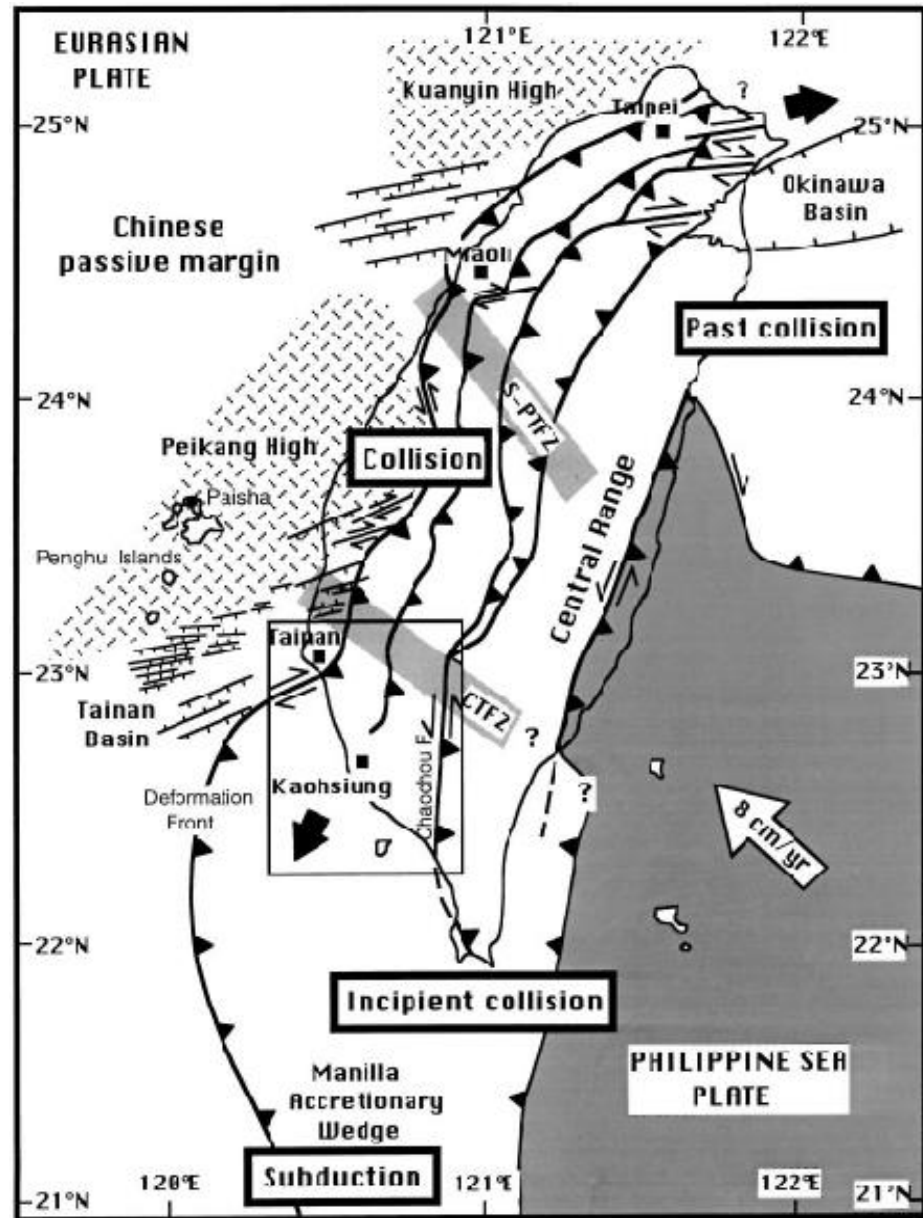 121°E
122°E
EURASIAN
PLATE
Kuanyin High
Taipei
?
25°N
25°N
Okinawa
Basin
Chinese
passive margin
Miaoli
Past collision
S-PTFZ
24°N
24°N
Peikang High
Collision
Paisha
Penghu Islands
Central Range
Tainan
23°N
23°N
Tainan
Basin
CTFZ
?
Chaodhou F.
Kaohsiung
Deformation
Front
?
8 cm/yr
22°N
22°N
Incipient collision
Manilla
Accretionary
Wedge
PHILIPPINE SEA
PLATE
Subduction
120°E
121°E
122°E
21°N
21°N